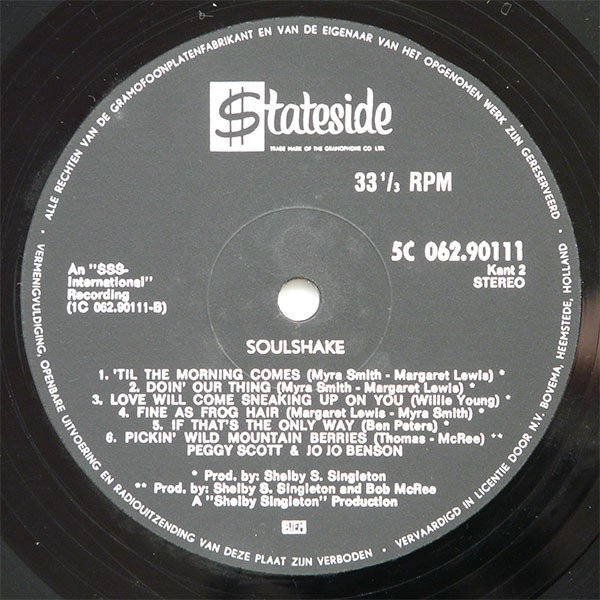 ALLE RECHTEN VAN DE GRAMOFOONPLATENFABRIKANT EN VAN DE EIGENAAR VAN HET OPGENOMEN WERK ZIJN GERESERVEERD
$tateside
TRADE MARK OF THE GRAMOPHONE CO LTD.
33 1/3 RPM
5C 062.90111
Kant 2
STEREO
An "SSS-
International"
Recording
(1C 062.90111-B)
SOULSHAKE
1. 'TIL THE MORNING COMES (Myra Smith - Margaret Lewis) *
2. DOIN' OUR THING (Myra Smith - Margaret Lewis) *
3. LOVE WILL COME SNEAKING UP ON YOU (Willie Young) *
4. FINE AS FROG HAIR (Margaret Lewis - Myra Smith) *
5. IF THAT'S THE ONLY WAY (Ben Peters) *
6. PICKIN' WILD MOUNTAIN BERRIES (Thomas - McRee) **
PEGGY SCOTT & JO JO BENSON
* Prod. by: Shelby S. Singleton
** Prod. by: Shelby S. Singleton and Bob McRee
A "Shelby Singleton" Production
VERMENIGVULDIGING, OPENBARE UITVOERING EN RADIOUITZENDING VAN DEZE PLAAT ZIJN VERBODEN • VERVAARDIGD IN LICENTIE DOOR N.V. BOVEMA, HEEMSTEDE, HOLLAND